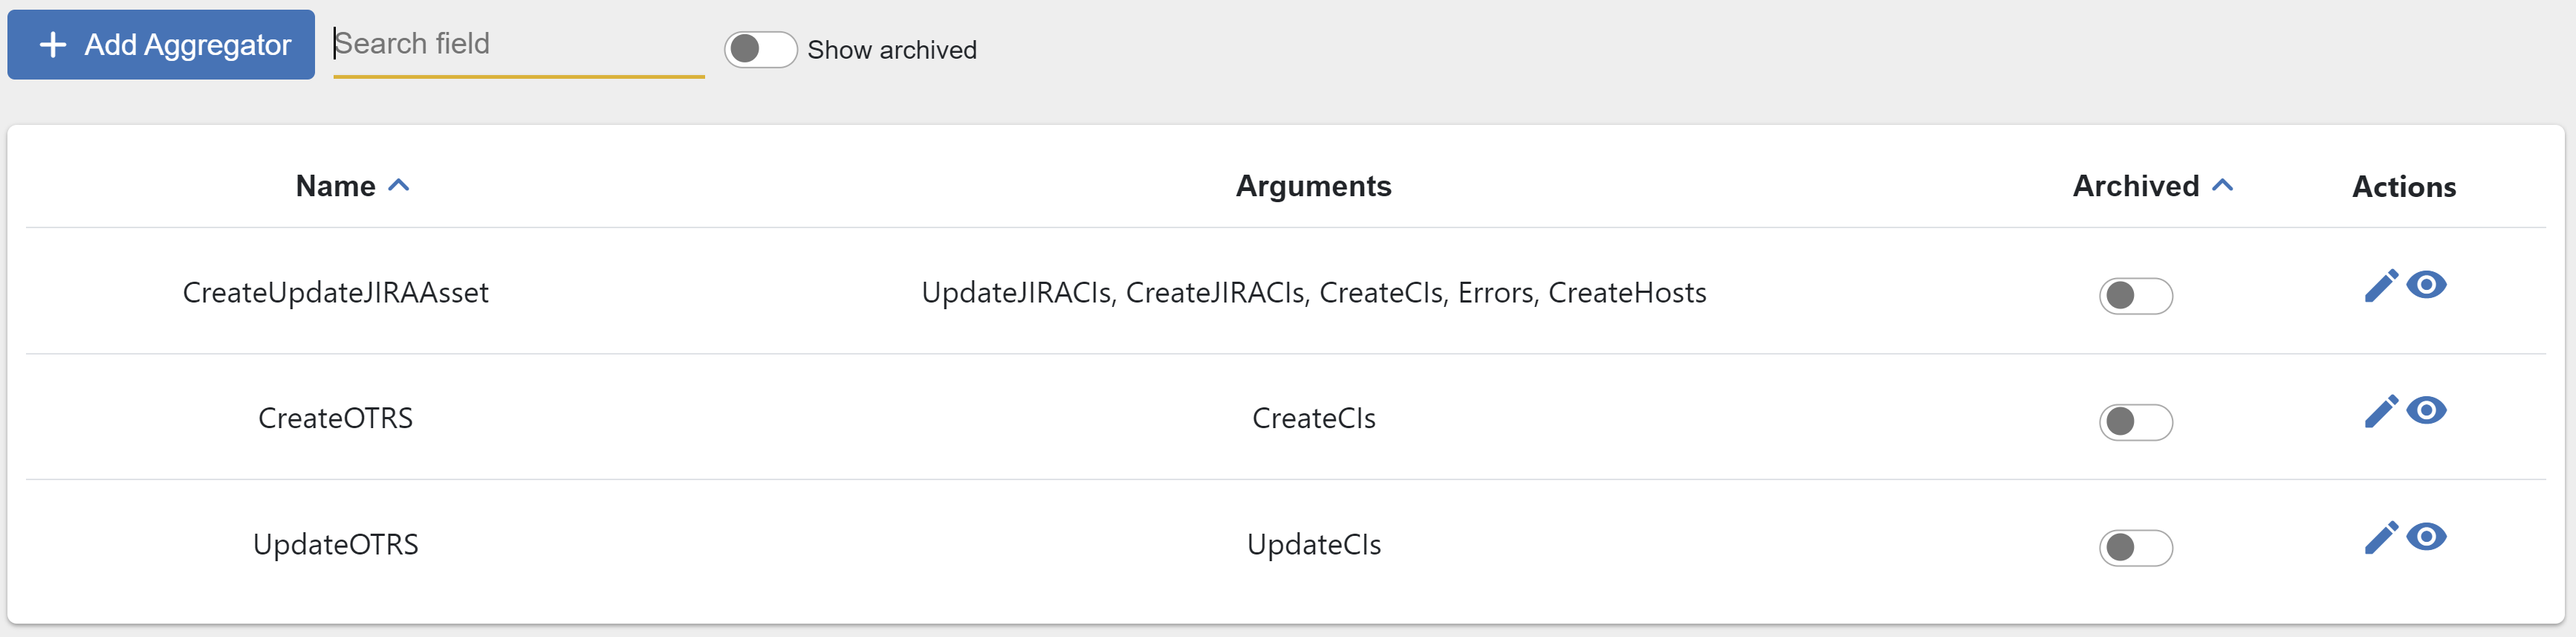 Add Aggregator Search field Show archived
Name Arguments Archived Actions
CreateUpdateJIRAAsset UpdateJIRACIs, CreateJIRACIs, CreateCIs, Errors, CreateHosts
CreateOTRS CreateCIs
UpdateOTRS UpdateCIs